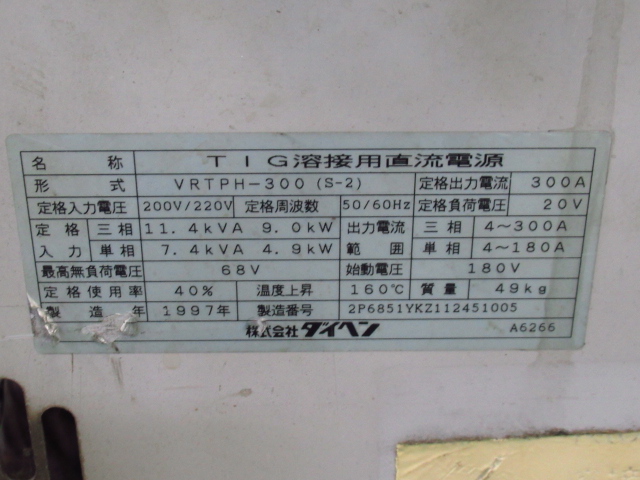 名称 TIG溶接用直流電源
形式 VRTPH-300 (S-2) 定格出力電流 300A
定格入力電圧 200V/220V 定格周波数 50/60Hz 定格負荷電圧 20V
定格 三相 11.4kVA 9.0kW 出力電流 三相 4~300A
入力 単相 7.4kVA 4.9kW 範囲 単相 4~180A
最高無負荷電圧 68V 始動電圧 180V
定格使用率 40% 温度上昇 160℃ 質量 49kg
製造年 1997年 製造番号 2P6851YKZ112451005
株式会社ダイヘン A6266